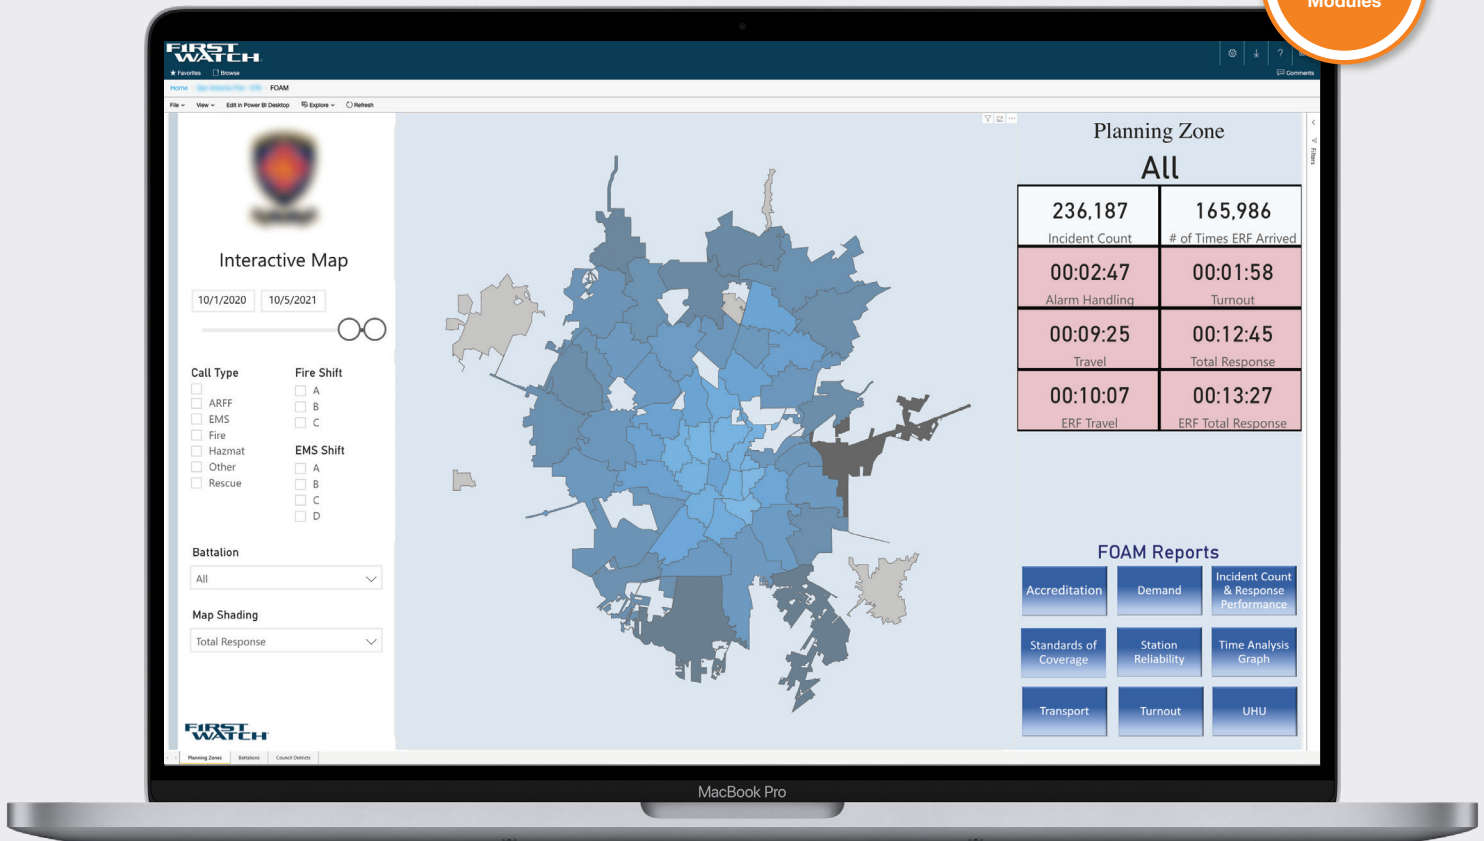 Modules
FIRST
WATCH
Favorites Browse
Comments
Home FOAM
File View Edit in Power BI Desktop Explore Refresh
Filters
Interactive Map
10/1/2020 10/5/2021
Call Type
ARFF
EMS
Fire
Hazmat
Other
Rescue
Fire Shift
A
B
C
EMS Shift
A
B
C
D
Battalion
All
Map Shading
Total Response
FIRST
WATCH
Planning Zones Battalions Council Districts
Planning Zone
All
236,187
Incident Count
165,986
# of Times ERF Arrived
00:02:47
Alarm Handling
00:01:58
Turnout
00:09:25
Travel
00:12:45
Total Response
00:10:07
ERF Travel
00:13:27
ERF Total Response
FOAM Reports
Accreditation
Demand
Incident Count
& Response
Performance
Standards of
Coverage
Station
Reliability
Time Analysis
Graph
Transport
Turnout
UHU
MacBook Pro